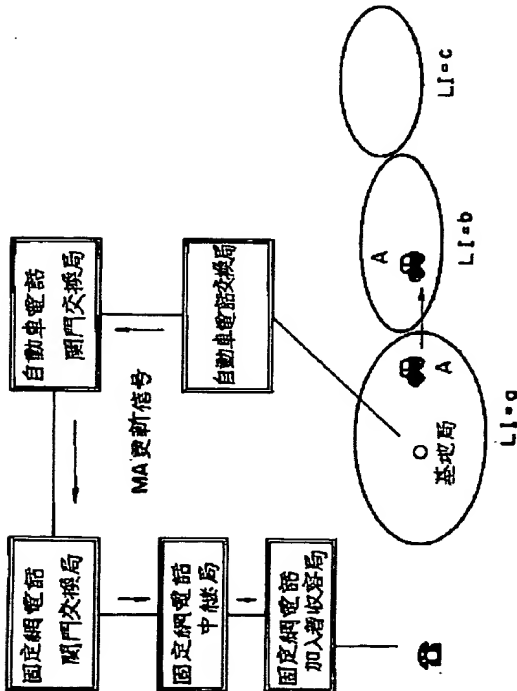 固定網電話
関門交換局
自動車電話
関門交換局
MA更新信号
固定網電話
中継局
自動車電話交換局
固定網電話
加入者収容局
基地局
A
A
LI=a
LI=b
LI=c